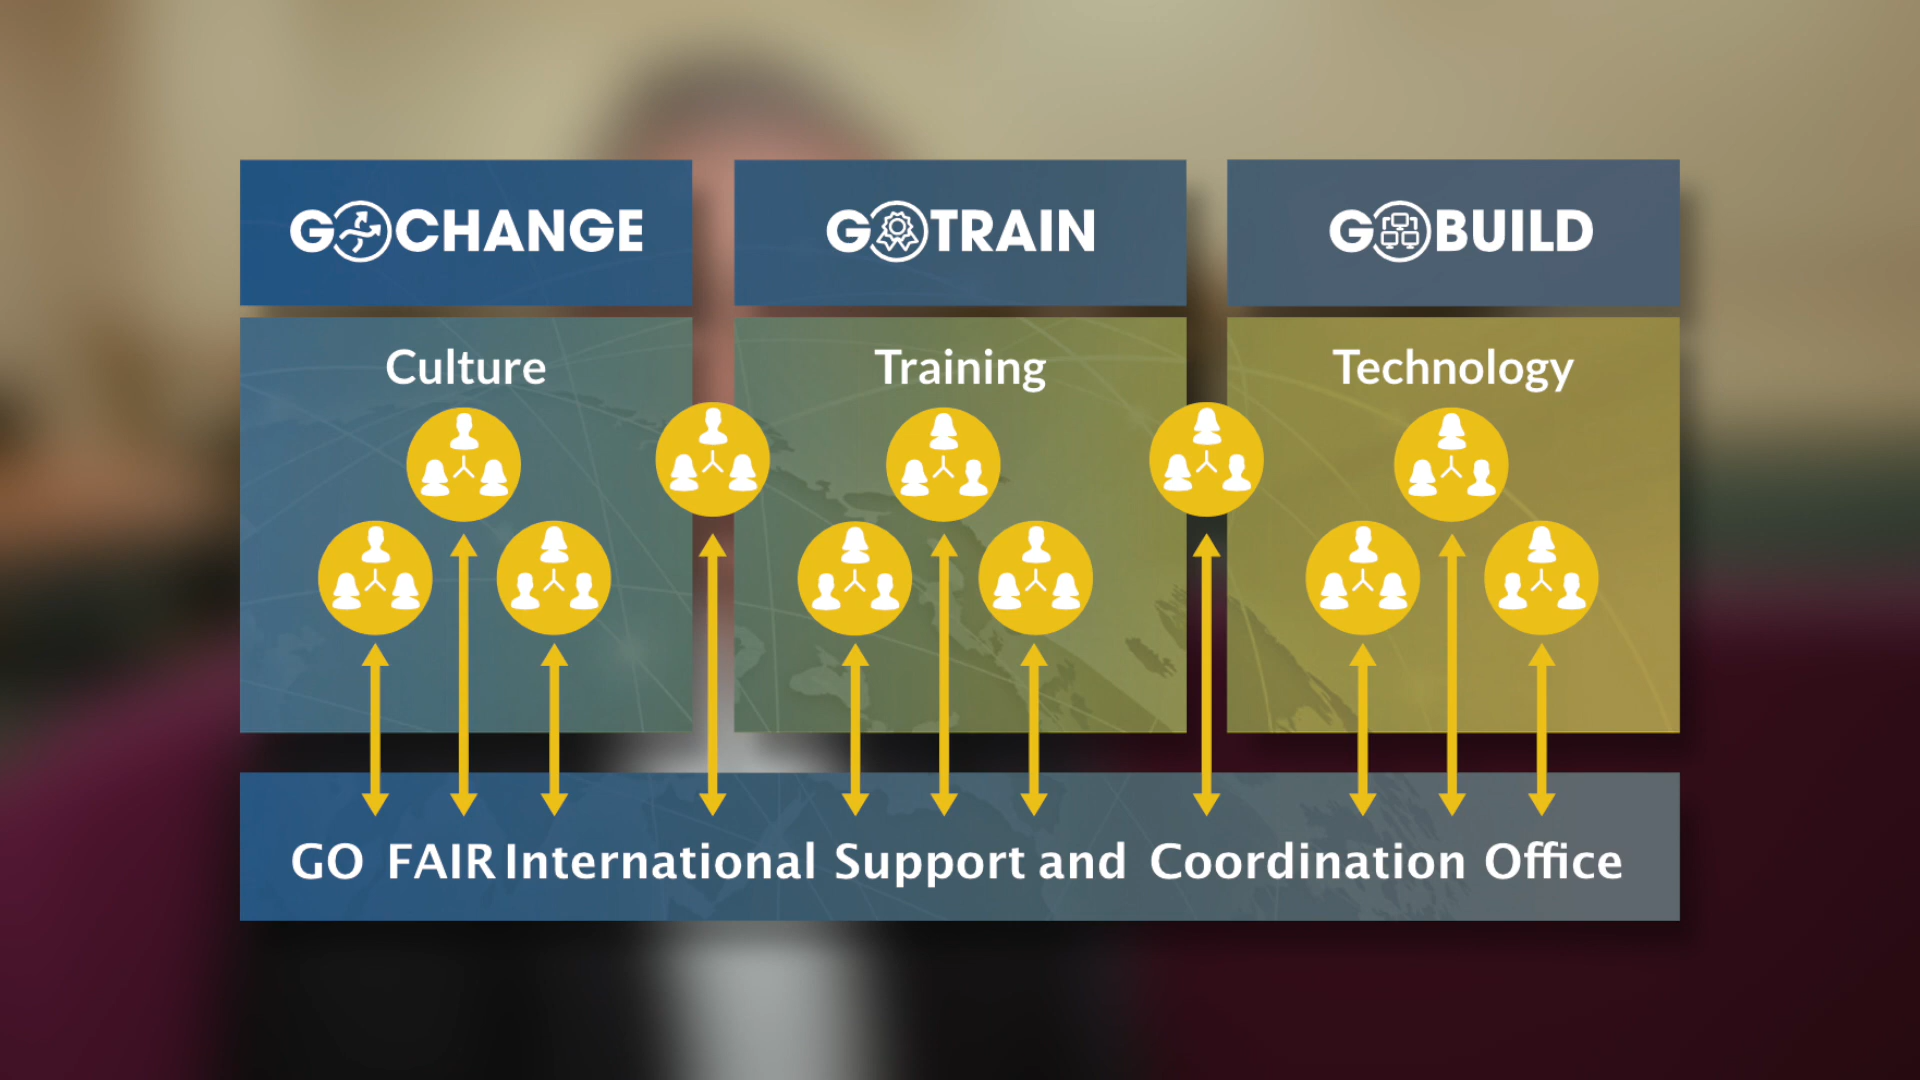 GO CHANGE
GO TRAIN
GO BUILD
Culture
Training
Technology
GO FAIR International Support and Coordination Office